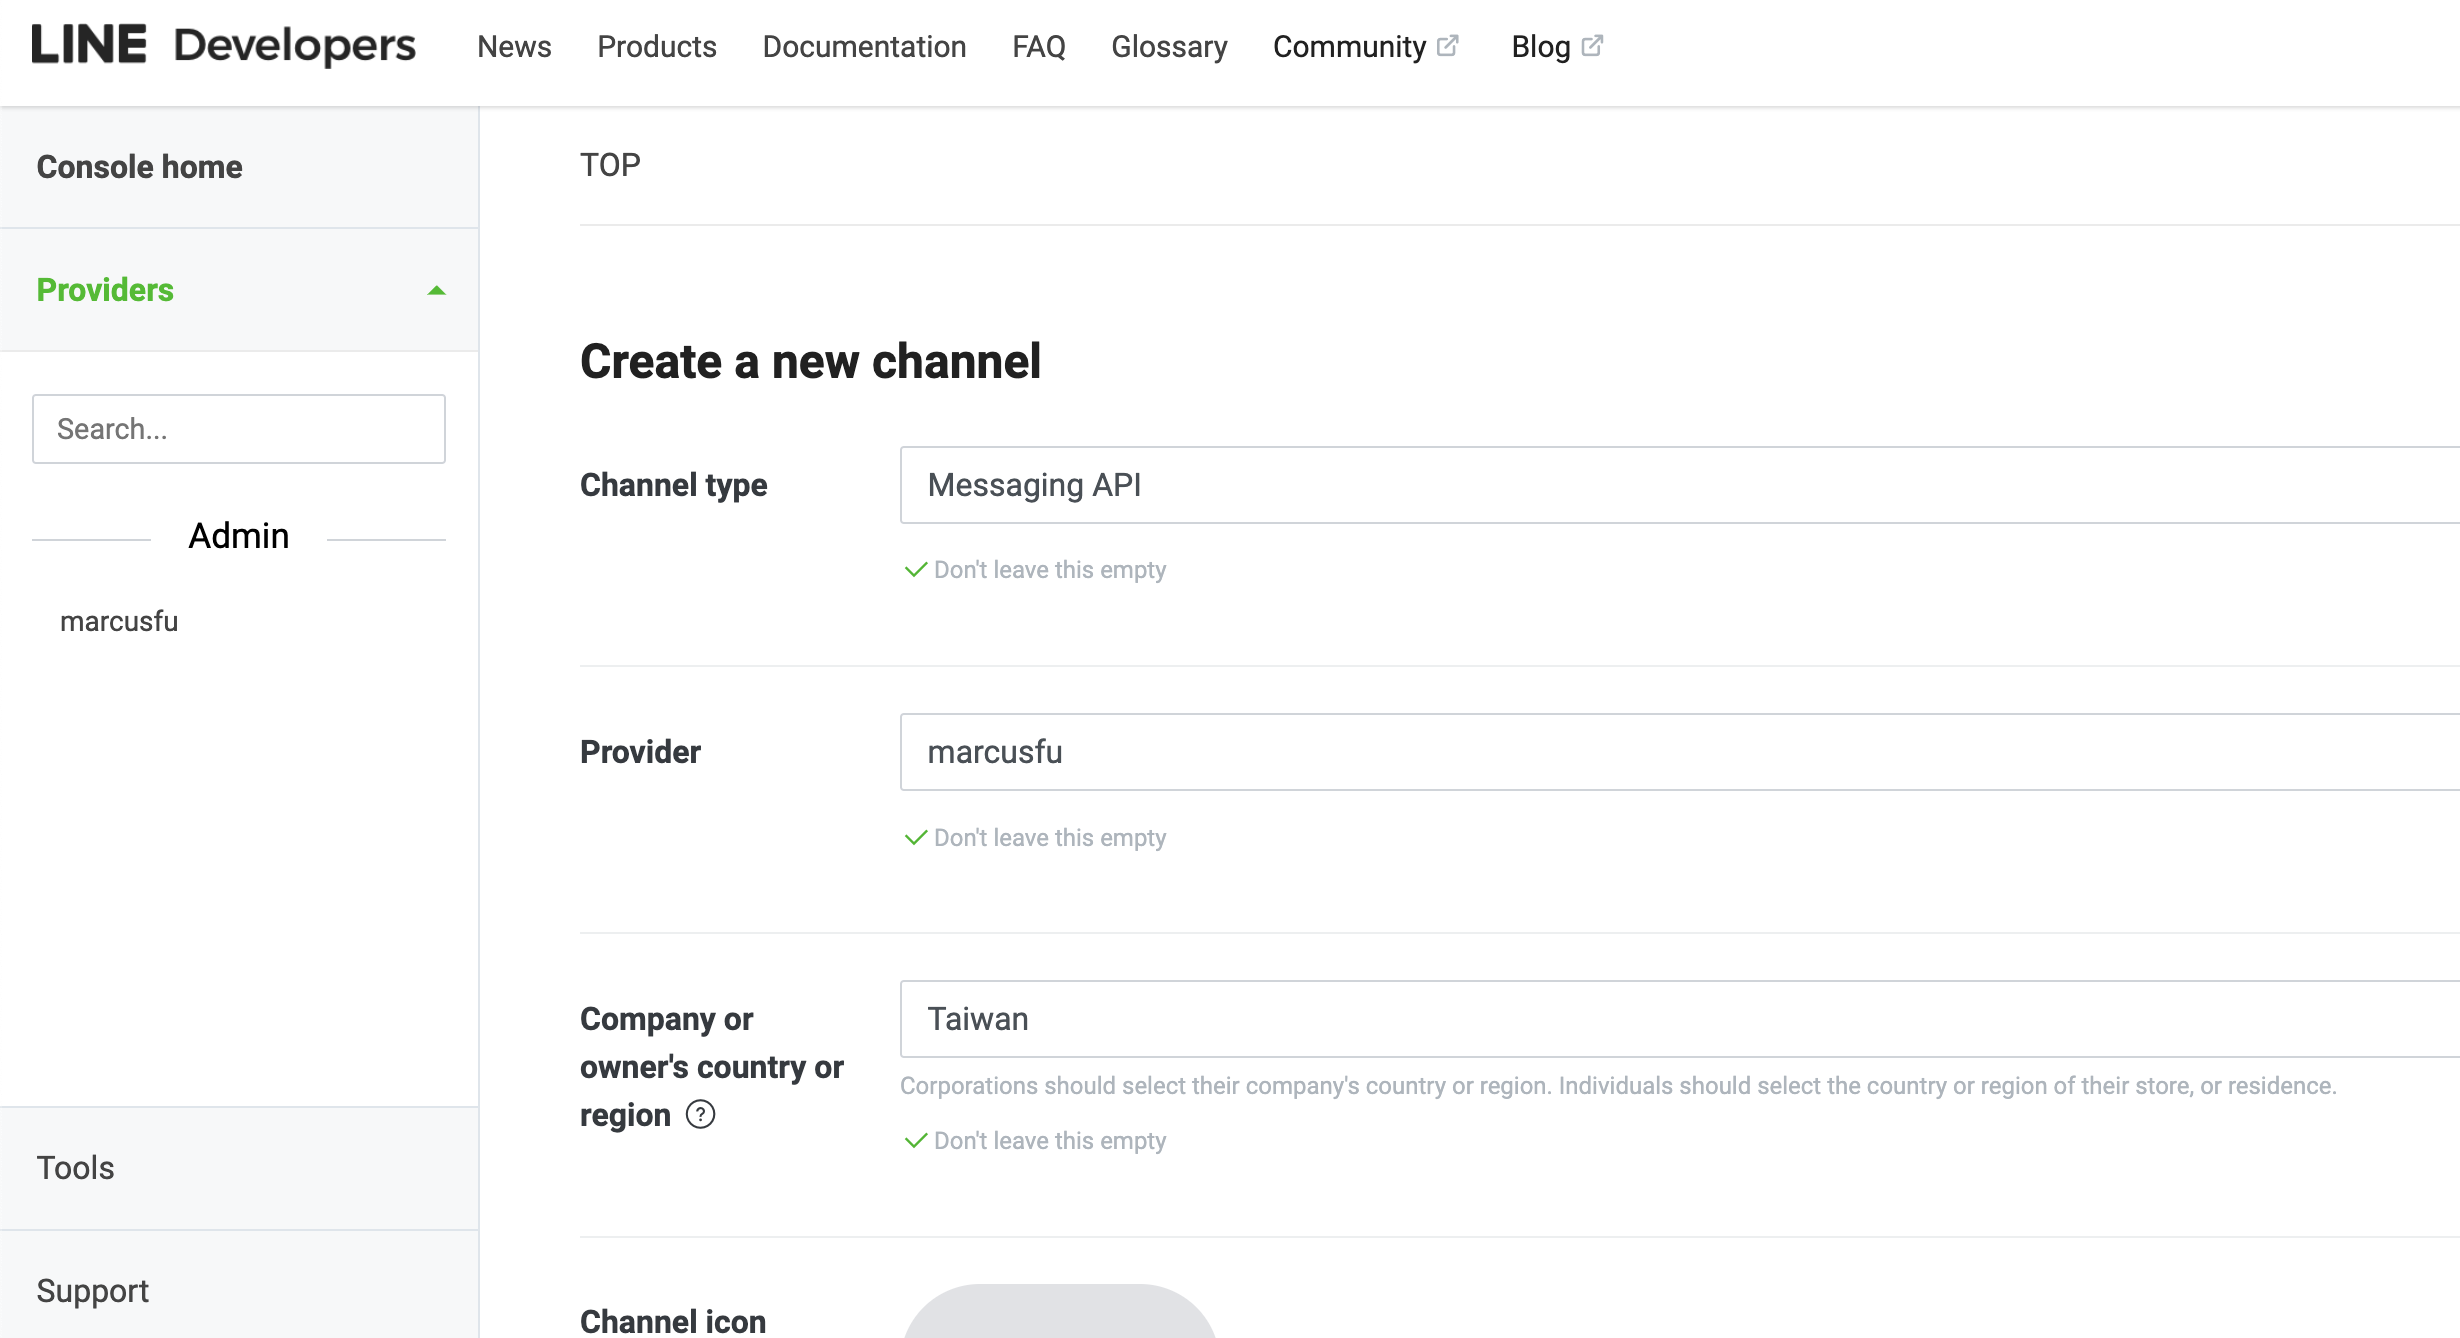 LINE Developers News Products Documentation FAQ Glossary Community Blog
Console home
Providers
Search...
Admin
marcusfu
Tools
Support
TOP
Create a new channel
Channel type
Messaging API
Don't leave this empty
Provider
marcusfu
Don't leave this empty
Company or
owner's country or
region ?
Taiwan
Corporations should select their company's country or region. Individuals should select the country or region of their store, or residence.
Don't leave this empty
Channel icon